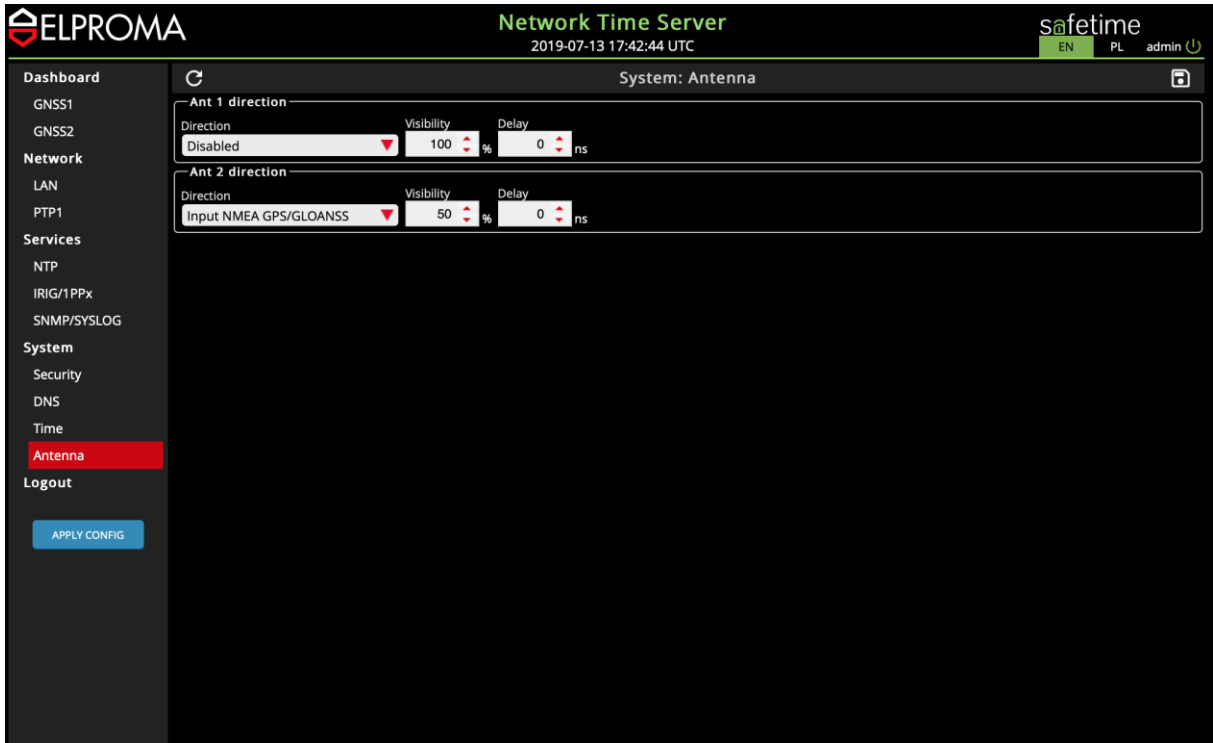 ELPROMA
Network Time Server
2019-07-13 17:42:44 UTC
safetime
EN PL admin
Dashboard
GNSS1
GNSS2
Network
LAN
PTP1
Services
NTP
IRIG/1PPx
SNMP/SYSLOG
System
Security
DNS
Time
Antenna
Logout
APPLY CONFIG
System: Antenna
Ant 1 direction
Direction Visibility Delay
Disabled 100 % 0 ns
Ant 2 direction
Direction Visibility Delay
Input NMEA GPS/GLOANSS 50 % 0 ns